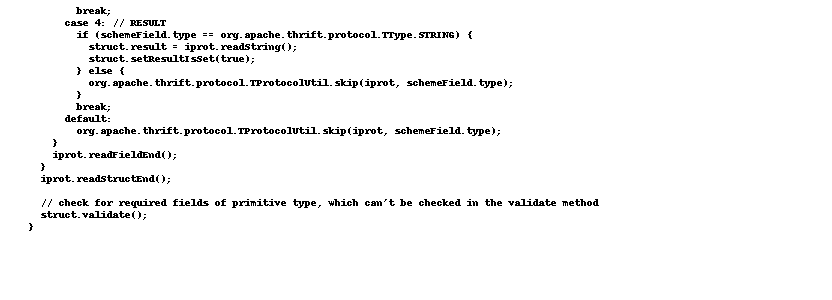 break;
      case 4: // RESULT
        if (schemeField.type == org.apache.thrift.protocol.TType.STRING) {
          struct.result = iprot.readString();
          struct.setResultIsSet(true);
        } else {
          org.apache.thrift.protocol.TProtocolUtil.skip(iprot, schemeField.type);
        }
        break;
      default:
        org.apache.thrift.protocol.TProtocolUtil.skip(iprot, schemeField.type);
    }
    iprot.readFieldEnd();
  }
  iprot.readStructEnd();

  // check for required fields of primitive type, which can't be checked in the validate method
  struct.validate();
}